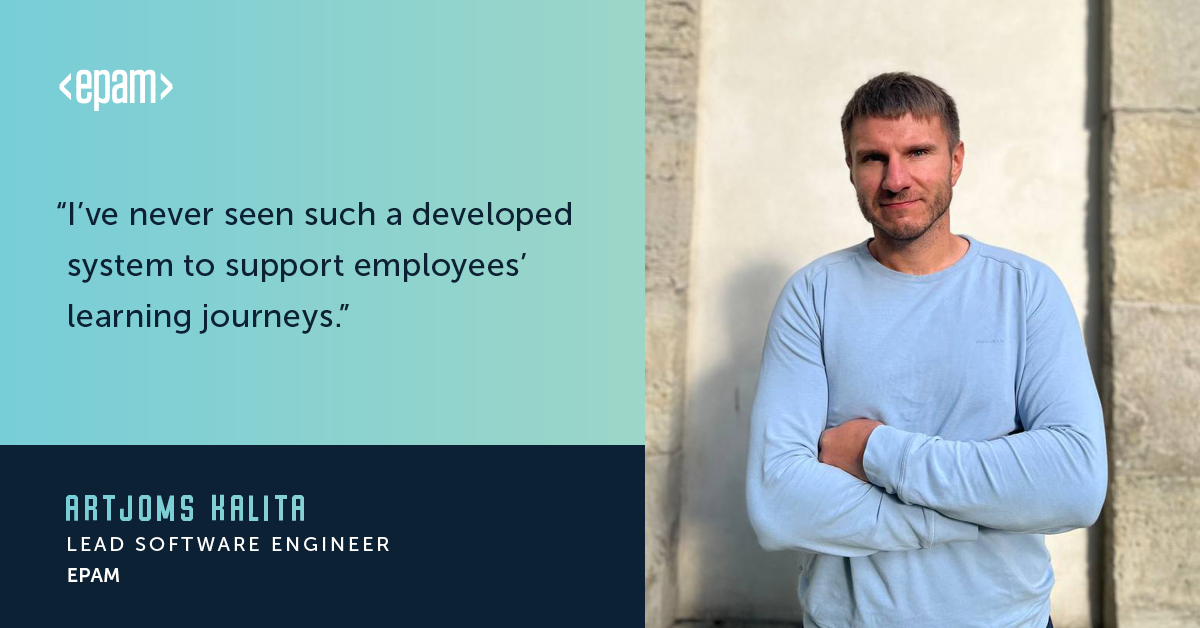 <epam>
“I’ve never seen such a developed
system to support employees’
learning journeys.”
ARTJOMS KALITA
LEAD SOFTWARE ENGINEER
EPAM